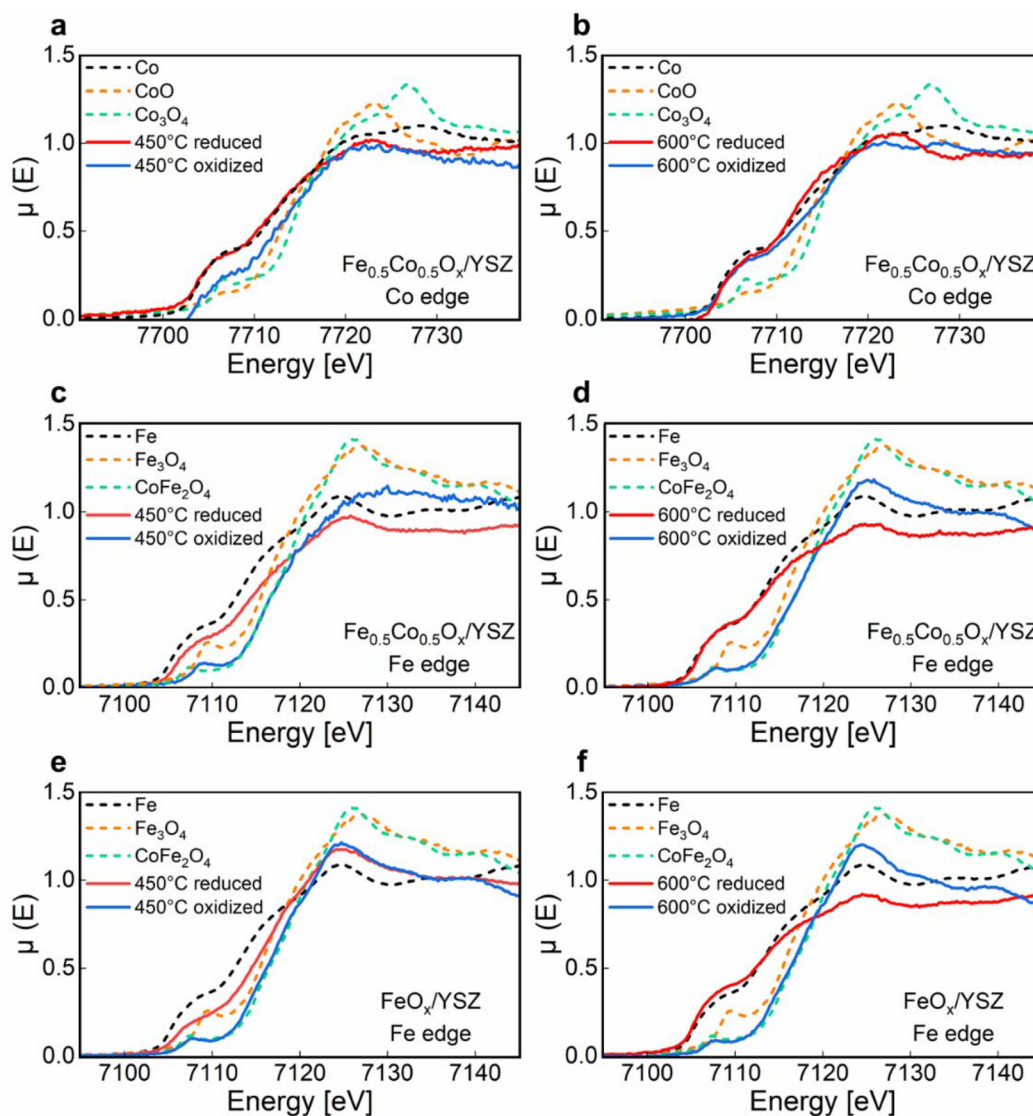 a
1.5
1.0
0.5
0.0
μ (E)
Co
CoO
Co₃O₄
450°C reduced
450°C oxidized
Fe₀.₅Co₀.₅Oₓ/YSZ
Co edge
7700 7710 7720 7730
Energy [eV]
b
1.5
1.0
0.5
0.0
μ (E)
Co
CoO
Co₃O₄
600°C reduced
600°C oxidized
Fe₀.₅Co₀.₅Oₓ/YSZ
Co edge
7700 7710 7720 7730
Energy [eV]
c
1.5
1.0
0.5
0.0
μ (E)
Fe
Fe₃O₄
CoFe₂O₄
450°C reduced
450°C oxidized
Fe₀.₅Co₀.₅Oₓ/YSZ
Fe edge
7100 7110 7120 7130 7140
Energy [eV]
d
1.5
1.0
0.5
0.0
μ (E)
Fe
Fe₃O₄
CoFe₂O₄
600°C reduced
600°C oxidized
Fe₀.₅Co₀.₅Oₓ/YSZ
Fe edge
7100 7110 7120 7130 7140
Energy [eV]
e
1.5
1.0
0.5
0.0
μ (E)
Fe
Fe₃O₄
CoFe₂O₄
450°C reduced
450°C oxidized
FeOₓ/YSZ
Fe edge
7100 7110 7120 7130 7140
Energy [eV]
f
1.5
1.0
0.5
0.0
μ (E)
Fe
Fe₃O₄
CoFe₂O₄
600°C reduced
600°C oxidized
FeOₓ/YSZ
Fe edge
7100 7110 7120 7130 7140
Energy [eV]